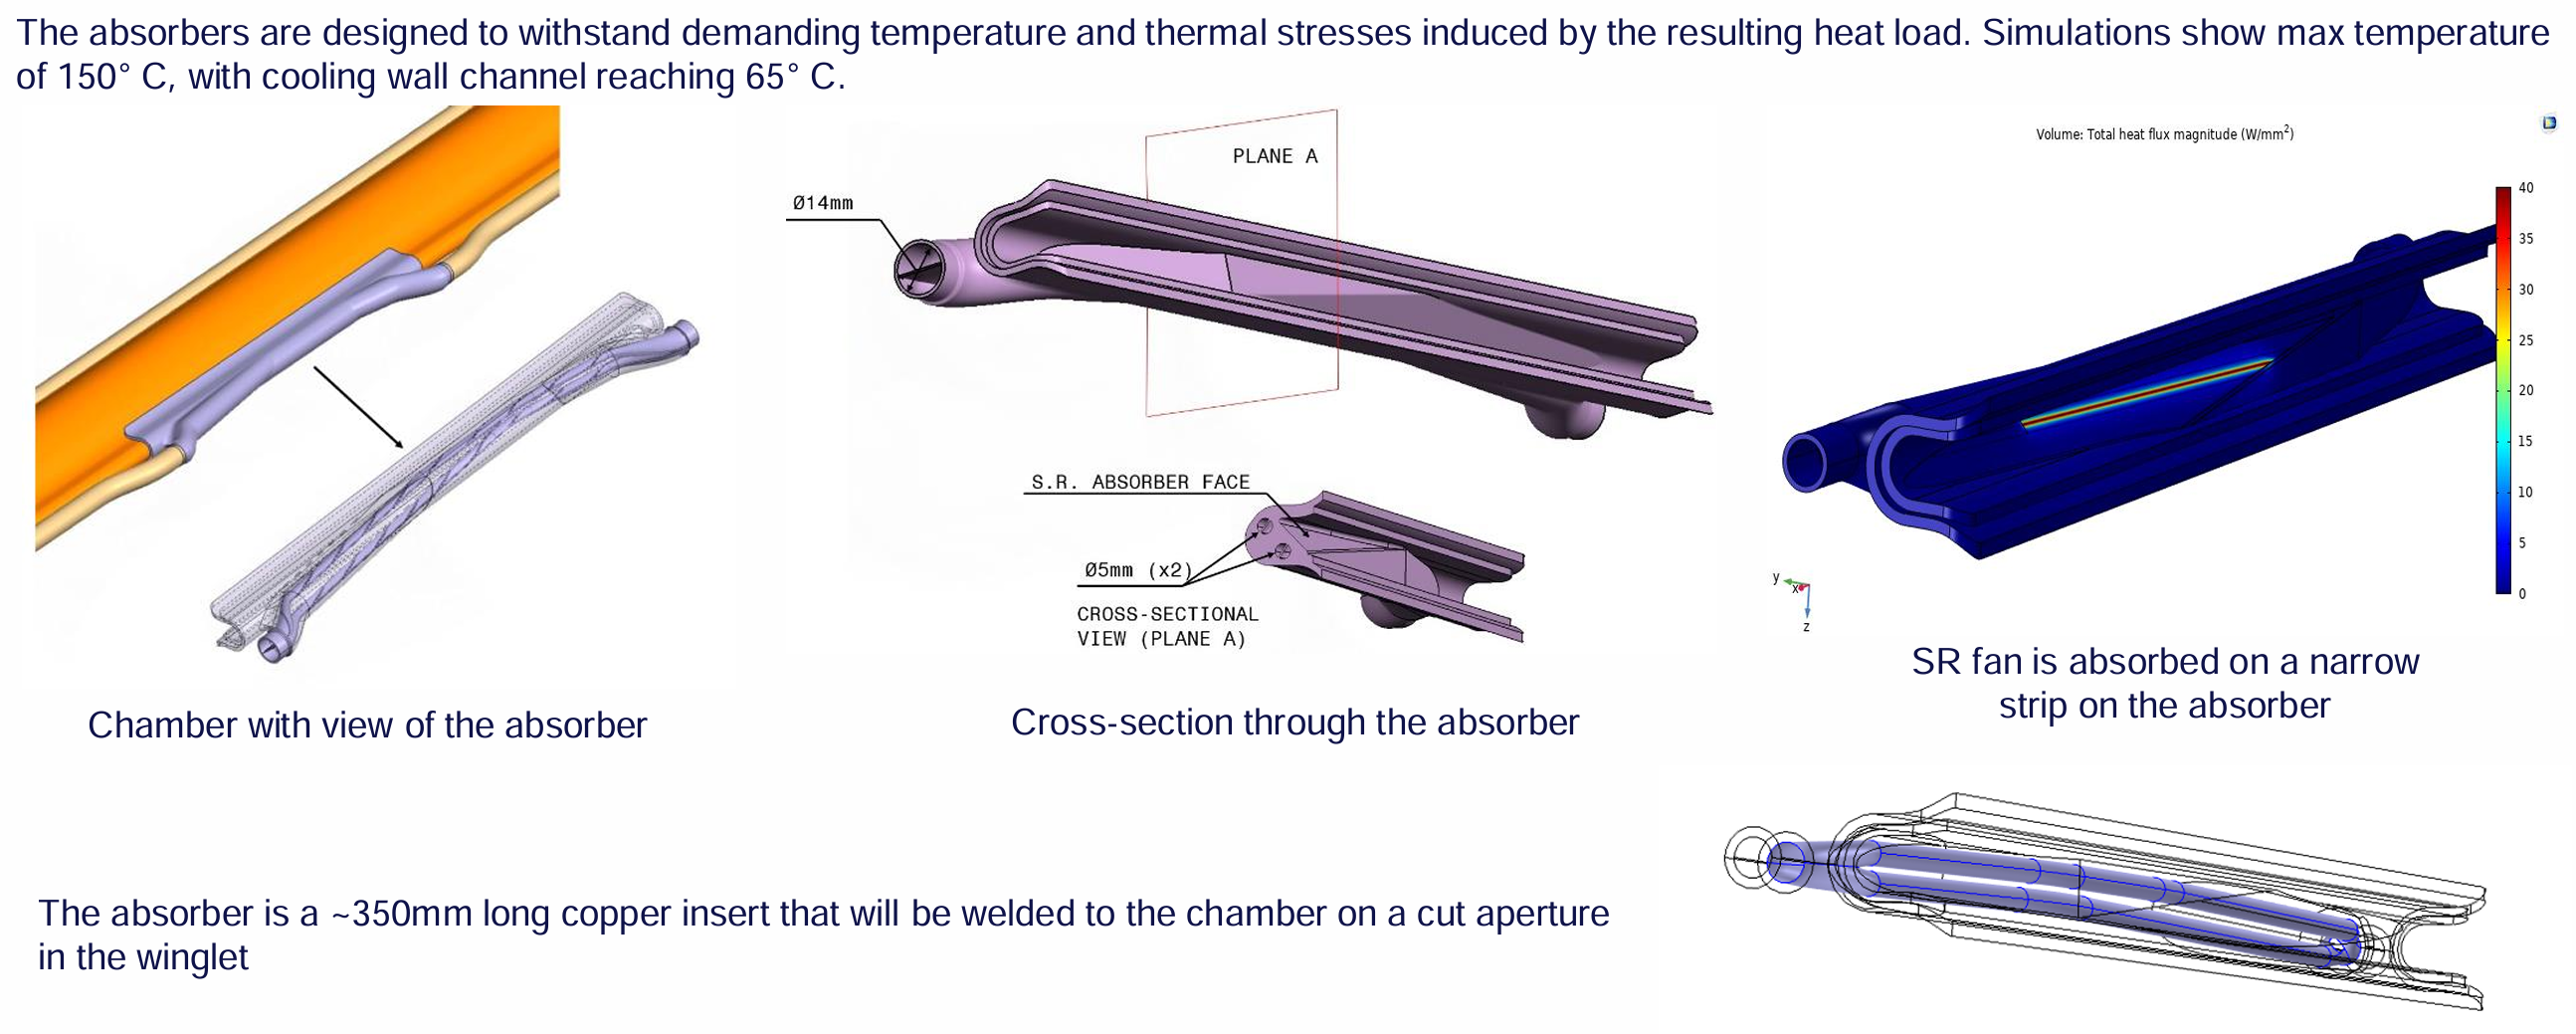 The absorbers are designed to withstand demanding temperature and thermal stresses induced by the resulting heat load. Simulations show max temperature
of 150° C, with cooling wall channel reaching 65° C.
PLANE A
Ø14mm
S.R. ABSORBER FACE
Ø5mm (x2)
CROSS-SECTIONAL
VIEW (PLANE A)
Volume: Total heat flux magnitude (W/mm²)
40
35
30
25
20
15
10
5
0
y
x
z
Chamber with view of the absorber
Cross-section through the absorber
SR fan is absorbed on a narrow
strip on the absorber
The absorber is a ~350mm long copper insert that will be welded to the chamber on a cut aperture
in the winglet